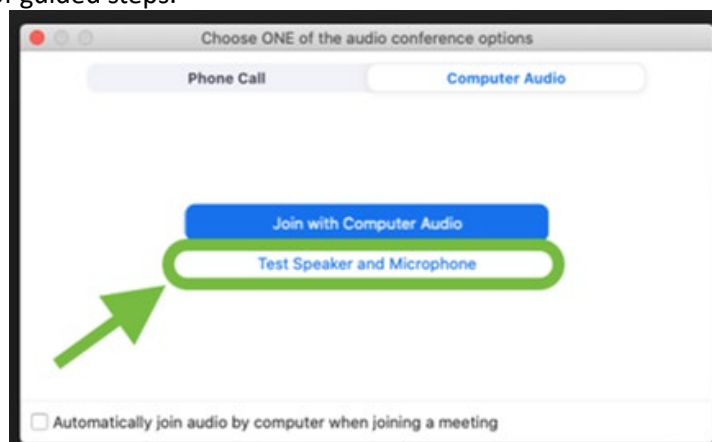 guided steps.
Choose ONE of the audio conference options
Phone Call Computer Audio
Join with Computer Audio
Test Speaker and Microphone
Automatically join audio by computer when joining a meeting